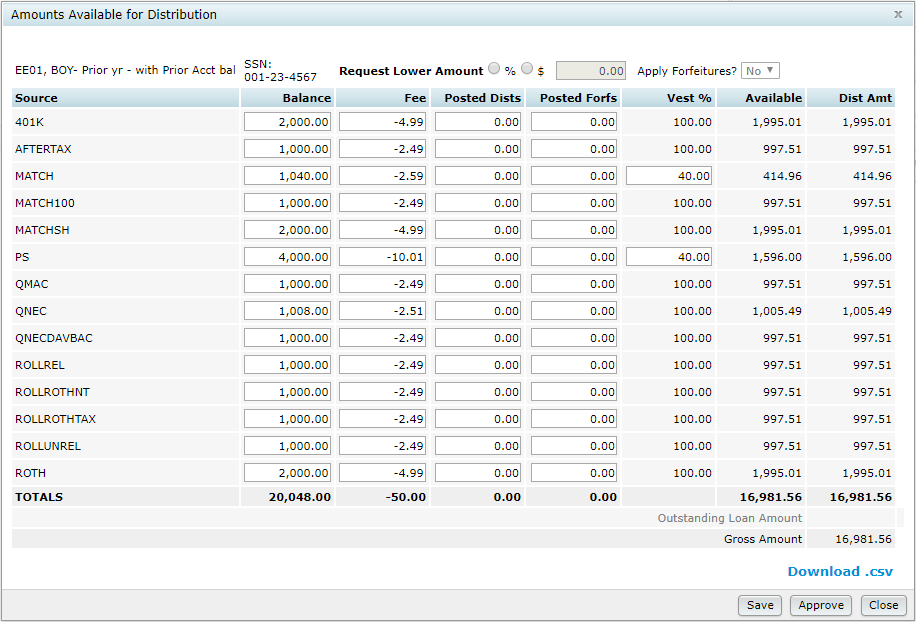 Amounts Available for Distribution x
EE01, BOY- Prior yr - with Prior Acct bal SSN: 001-23-4567 Request Lower Amount % $ 0.00 Apply Forfeitures? No
Source Balance Fee Posted Dists Posted Forfs Vest % Available Dist Amt
401K 2,000.00 -4.99 0.00 0.00 100.00 1,995.01 1,995.01
AFTERTAX 1,000.00 -2.49 0.00 0.00 100.00 997.51 997.51
MATCH 1,040.00 -2.59 0.00 0.00 40.00 414.96 414.96
MATCH100 1,000.00 -2.49 0.00 0.00 100.00 997.51 997.51
MATCHSH 2,000.00 -4.99 0.00 0.00 100.00 1,995.01 1,995.01
PS 4,000.00 -10.01 0.00 0.00 40.00 1,596.00 1,596.00
QMAC 1,000.00 -2.49 0.00 0.00 100.00 997.51 997.51
QNEC 1,008.00 -2.51 0.00 0.00 100.00 1,005.49 1,005.49
QNECDAVBAC 1,000.00 -2.49 0.00 0.00 100.00 997.51 997.51
ROLLREL 1,000.00 -2.49 0.00 0.00 100.00 997.51 997.51
ROLLROTHNT 1,000.00 -2.49 0.00 0.00 100.00 997.51 997.51
ROLLROTHTAX 1,000.00 -2.49 0.00 0.00 100.00 997.51 997.51
ROLLUNREL 1,000.00 -2.49 0.00 0.00 100.00 997.51 997.51
ROTH 2,000.00 -4.99 0.00 0.00 100.00 1,995.01 1,995.01
TOTALS 20,048.00 -50.00 0.00 0.00 16,981.56 16,981.56
Outstanding Loan Amount
Gross Amount 16,981.56
Download .csv
Save Approve Close